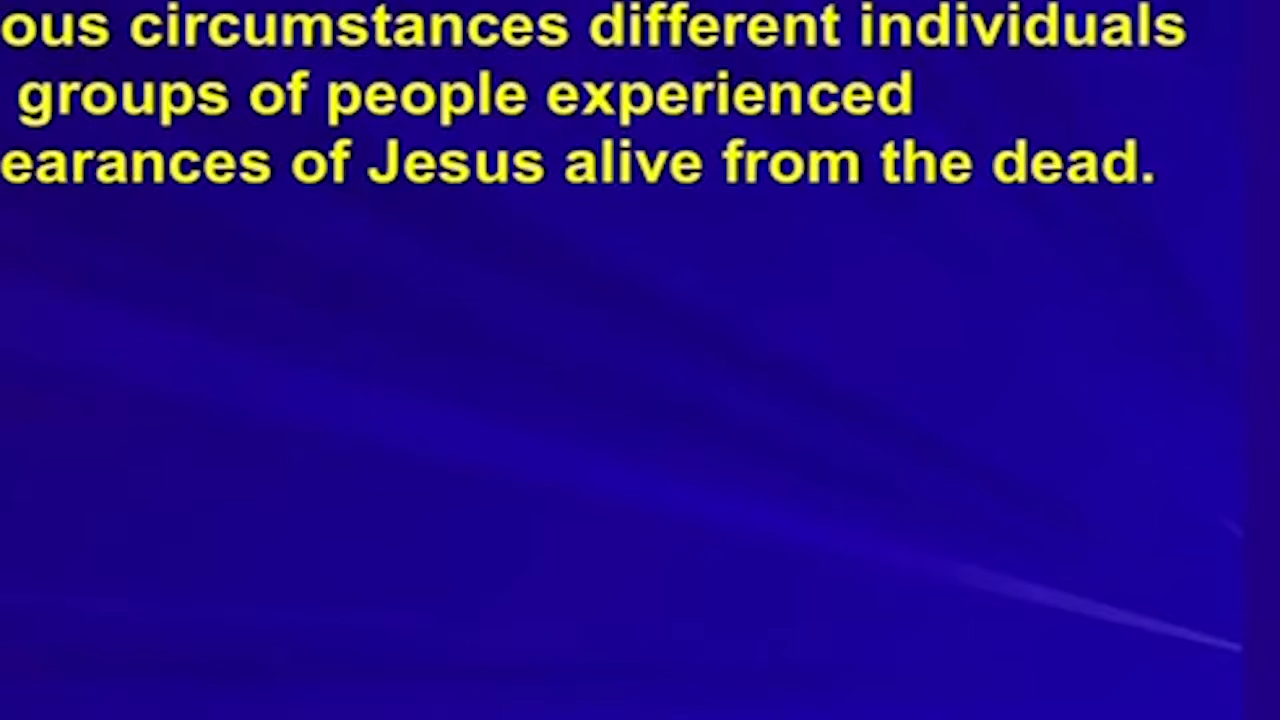 ous circumstances different individuals
groups of people experienced
earances of Jesus alive from the dead.